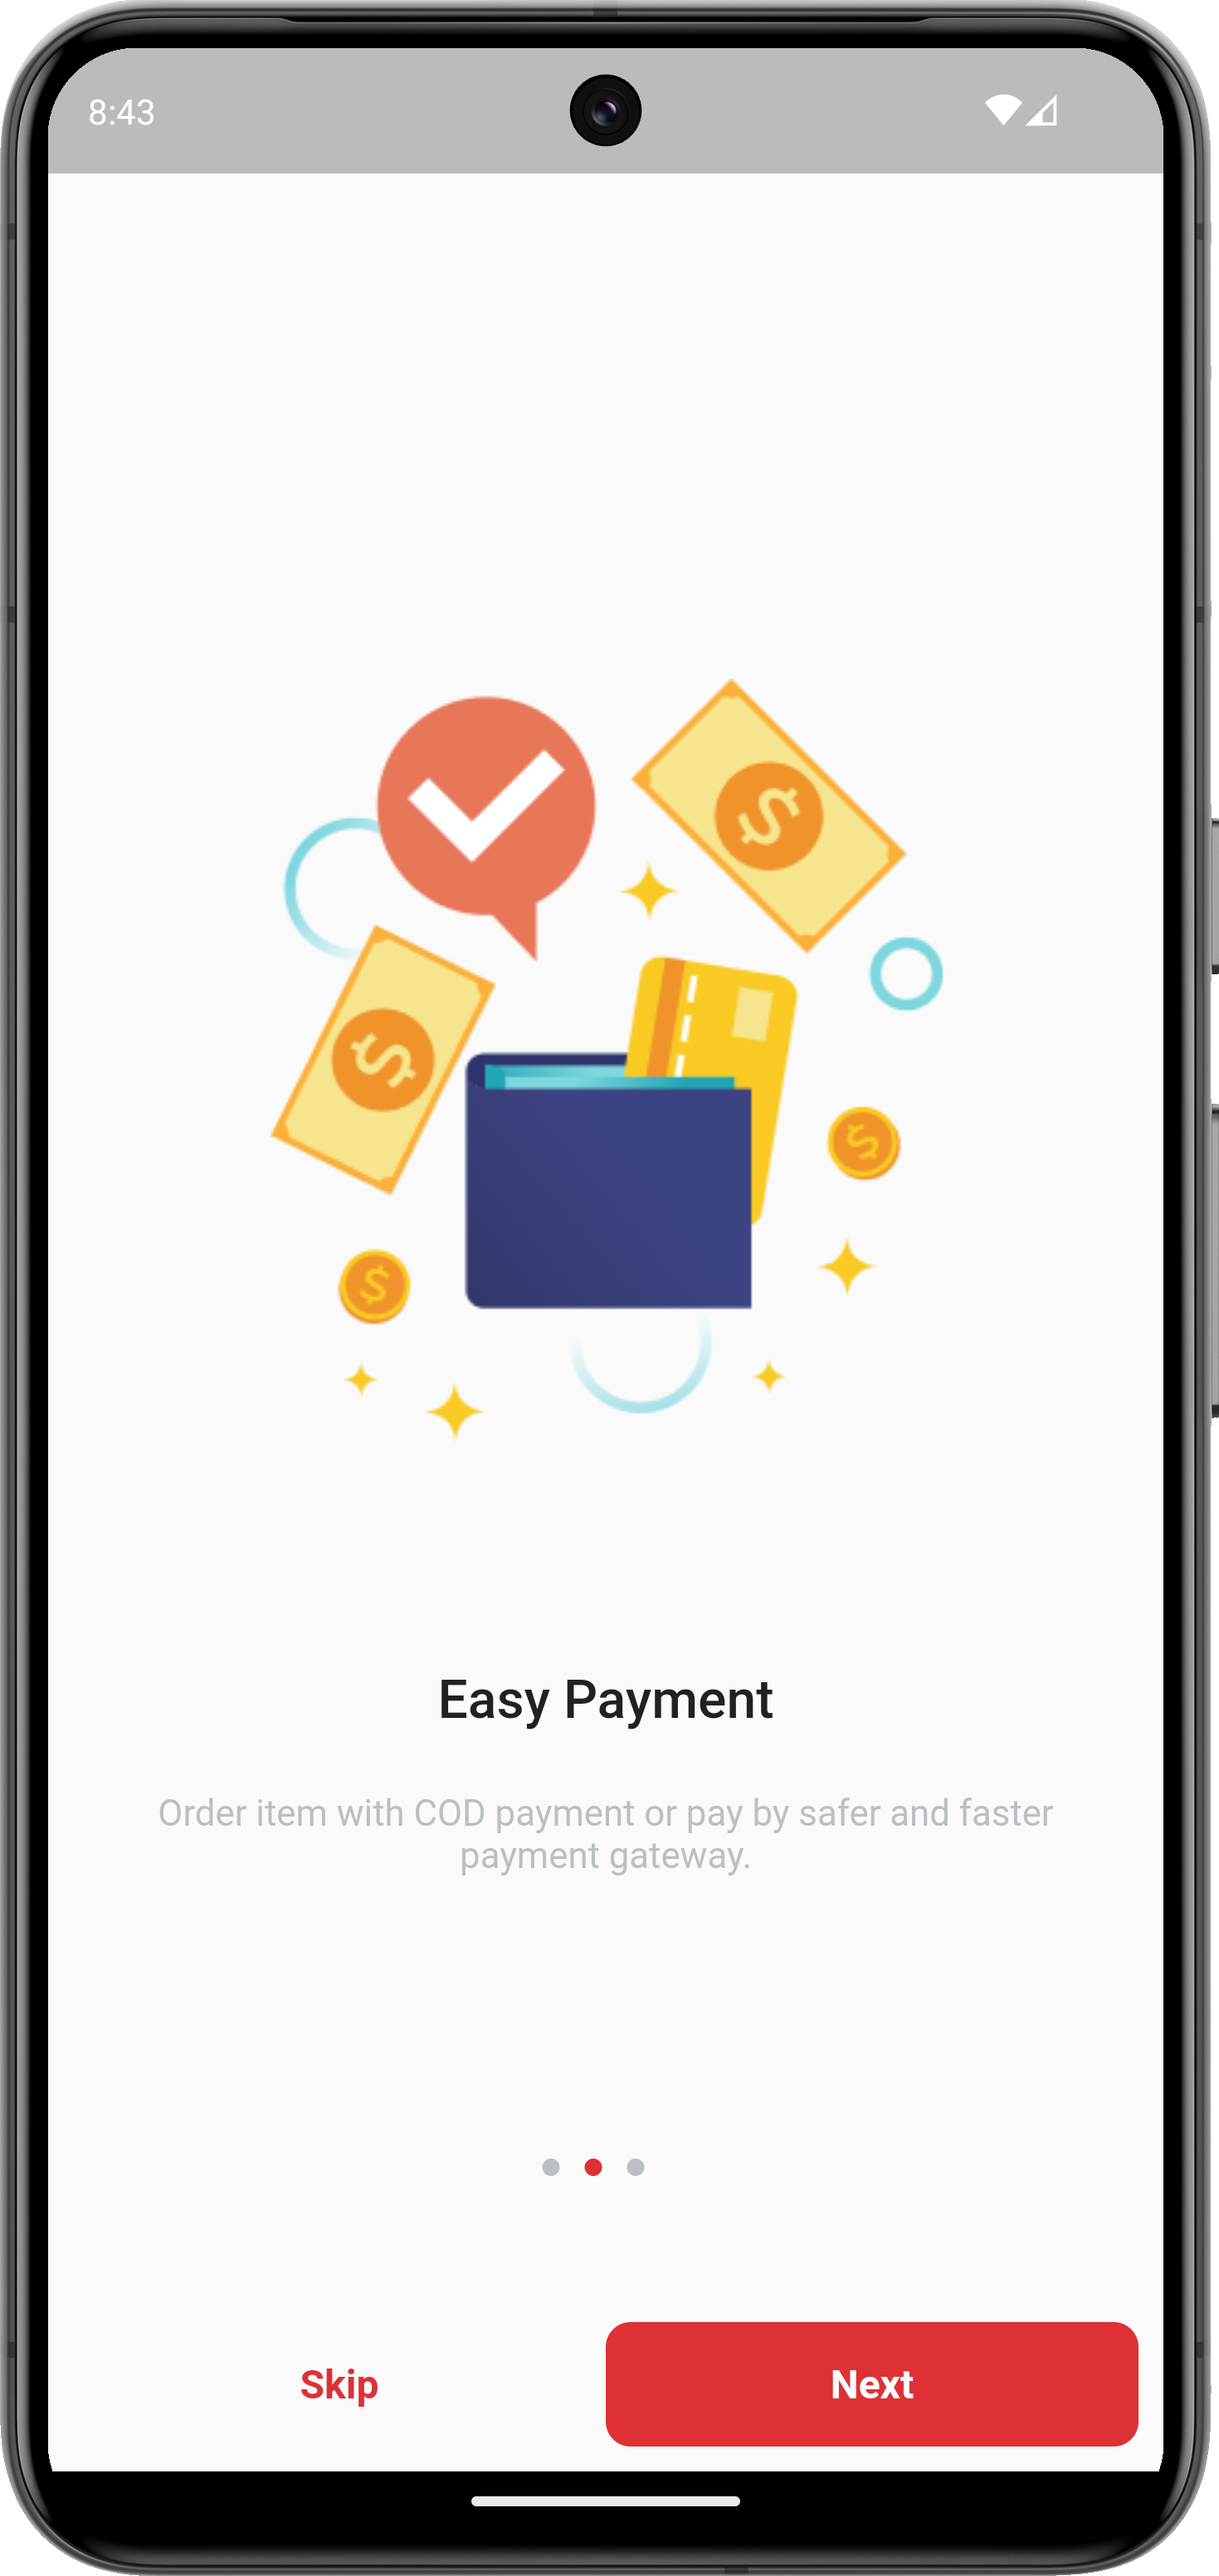 8:43
Easy Payment
Order item with COD payment or pay by safer and faster
payment gateway.
Skip
Next